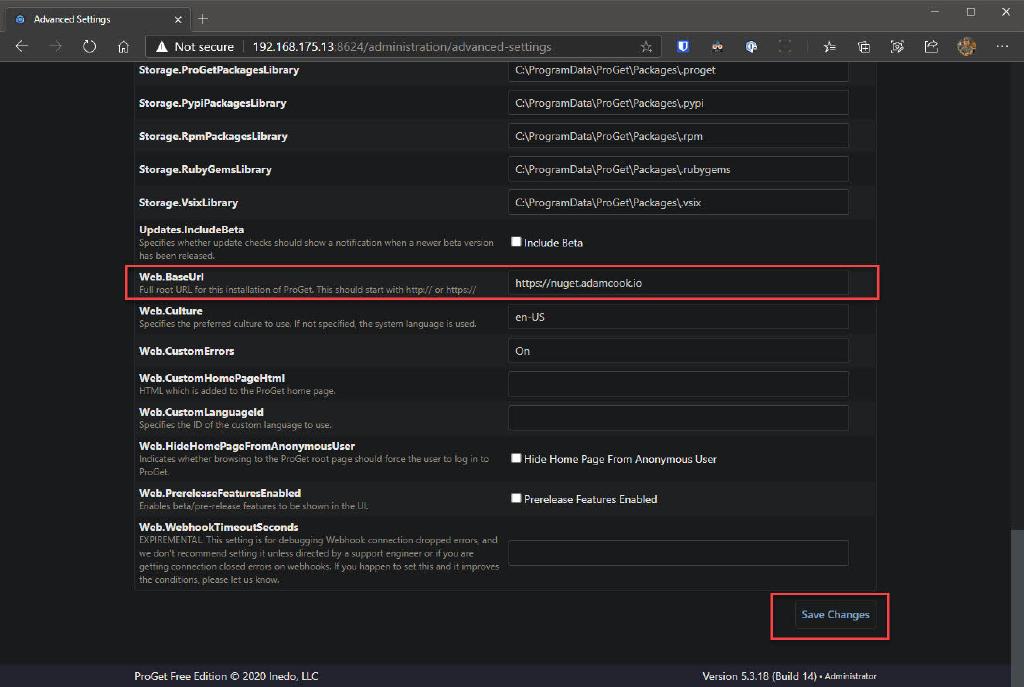 Advanced Settings
Not secure 192.168.175.13:8624/administration/advanced-settings
Storage.ProGetPackagesLibrary C:\ProgramData\ProGet\Packages\.proget
Storage.PypiPackagesLibrary C:\ProgramData\ProGet\Packages\.pypi
Storage.RpmPackagesLibrary C:\ProgramData\ProGet\Packages\.rpm
Storage.RubyGemsLibrary C:\ProgramData\ProGet\Packages\.rubygems
Storage.VsixLibrary C:\ProgramData\ProGet\Packages\.vsix
Updates.IncludeBeta
Specifies whether update checks should show a notification when a newer beta version
has been released.
Include Beta
Web.BaseUrl
Full root URL for this installation of ProGet. This should start with http:// or https://
https://nuget.adamcook.io
Web.Culture
Specifies the preferred culture to use. If not specified, the system language is used.
en-US
Web.CustomErrors On
Web.CustomHomePageHtml
HTML which is added to the ProGet home page.
Web.CustomLanguageId
Specifies the ID of the custom language to use.
Web.HideHomePageFromAnonymousUser
Indicates whether browsing to the ProGet root page should force the user to log in to
ProGet.
Hide Home Page From Anonymous User
Web.PrereleaseFeaturesEnabled
Enables beta/pre-release features to be shown in the UI.
Prerelease Features Enabled
Web.WebhookTimeoutSeconds
EXPIREMENTAL. This setting is for debugging Webhook connection dropped errors, and
we don't recommend setting it unless directed by a support engineer or if you are
getting connection closed errors on webhooks. If you happen to set this and it improves
the conditions, please let us know.
Save Changes
ProGet Free Edition © 2020 Inedo, LLC
Version 5.3.18 (Build 14) • Administrator